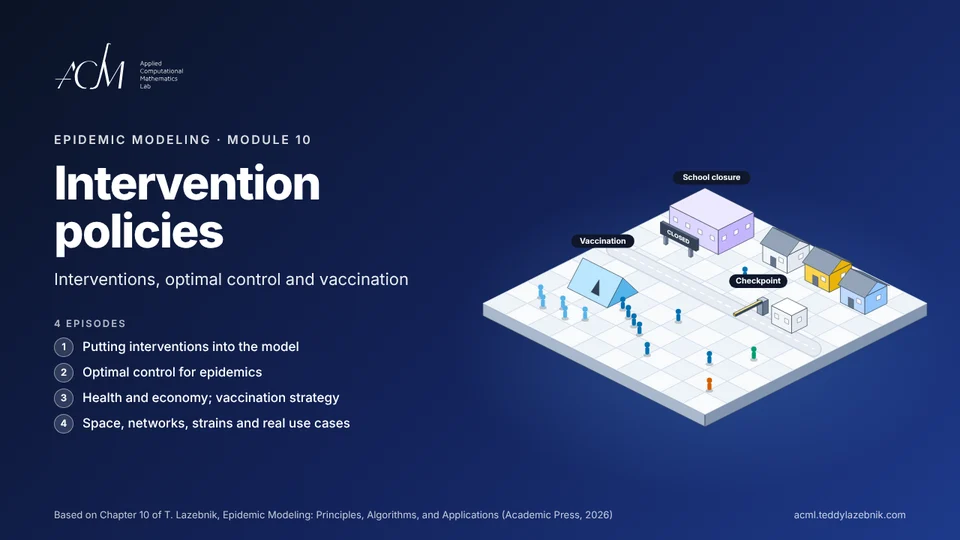 ACM
Applied
Computational
Mathematics
Lab
EPIDEMIC MODELING · MODULE 10
Intervention
policies
Interventions, optimal control and vaccination
4 EPISODES
1 Putting interventions into the model
2 Optimal control for epidemics
3 Health and economy; vaccination strategy
4 Space, networks, strains and real use cases
School closure
CLOSED
Vaccination
Checkpoint
Based on Chapter 10 of T. Lazebnik, Epidemic Modeling: Principles, Algorithms, and Applications (Academic Press, 2026)
acml.teddylazebnik.com